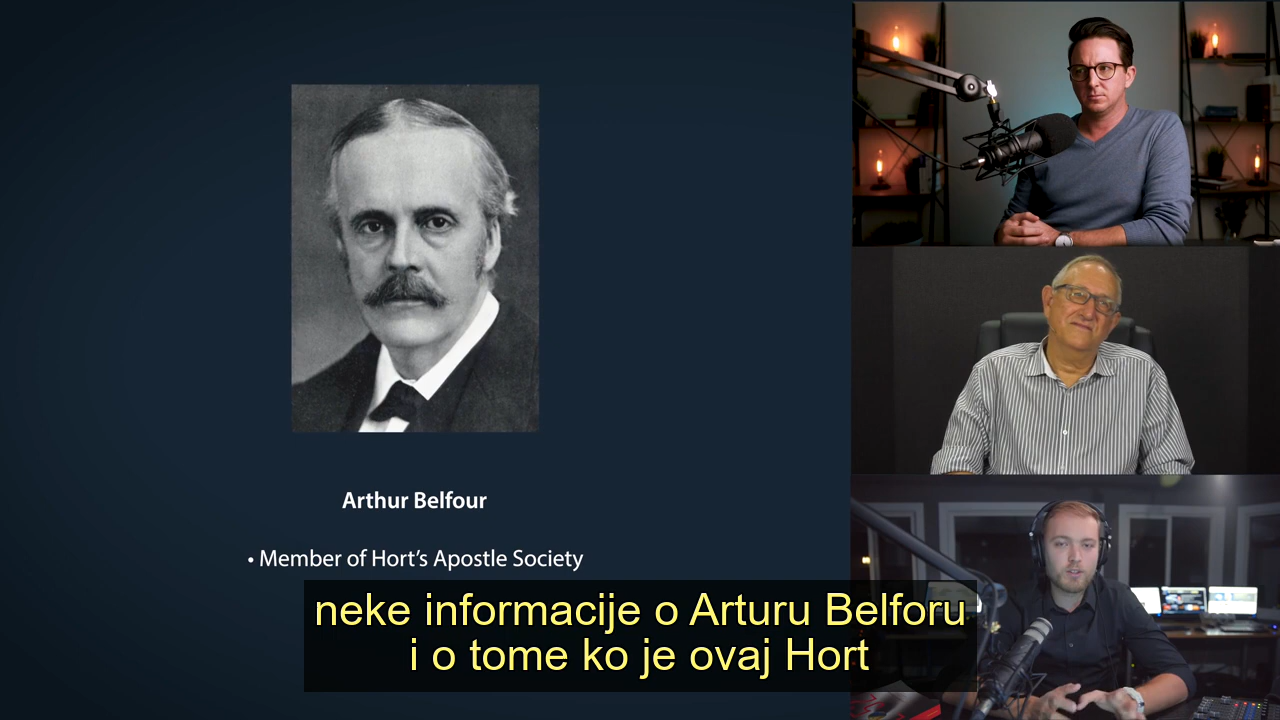 Arthur Belfour
• Member of Hort's Apostle Society
neke informacije o Arturu Belforu
i o tome ko je ovaj Hort